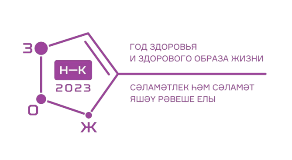 З
Н–К
2023
О
Ж
ГОД ЗДОРОВЬЯ
И ЗДОРОВОГО ОБРАЗА ЖИЗНИ
СӘЛАМӘТЛЕК ҺӘМ СӘЛАМӘТ
ЯШӘҮ РӘВЕШЕ ЕЛЫ